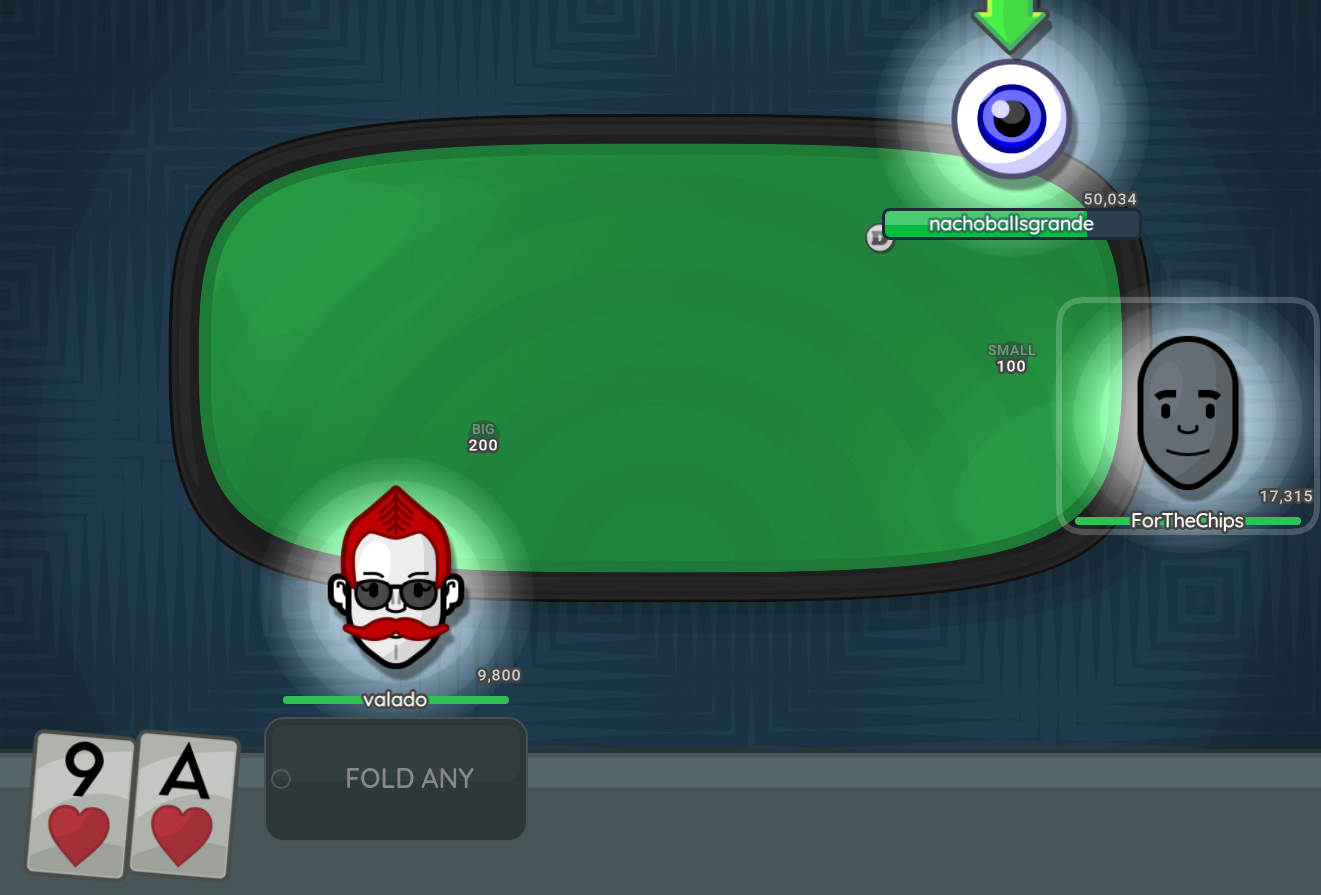 50,034
nachoballsgrande
D
SMALL
100
BIG
200
17,315
ForTheChips
9,800
valado
9 A
FOLD ANY